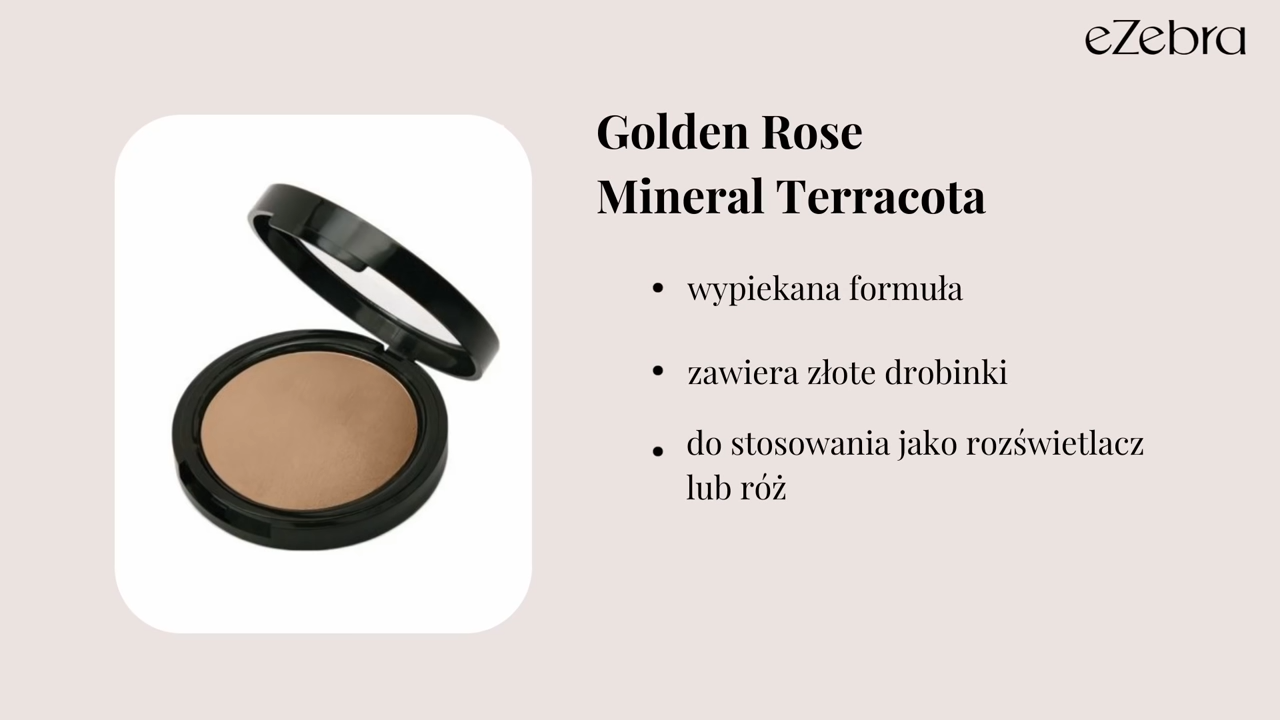 eZebra
Golden Rose
Mineral Terracota
• wypiekana formuła
• zawiera złote drobinki
• do stosowania jako rozświetlacz
lub róż